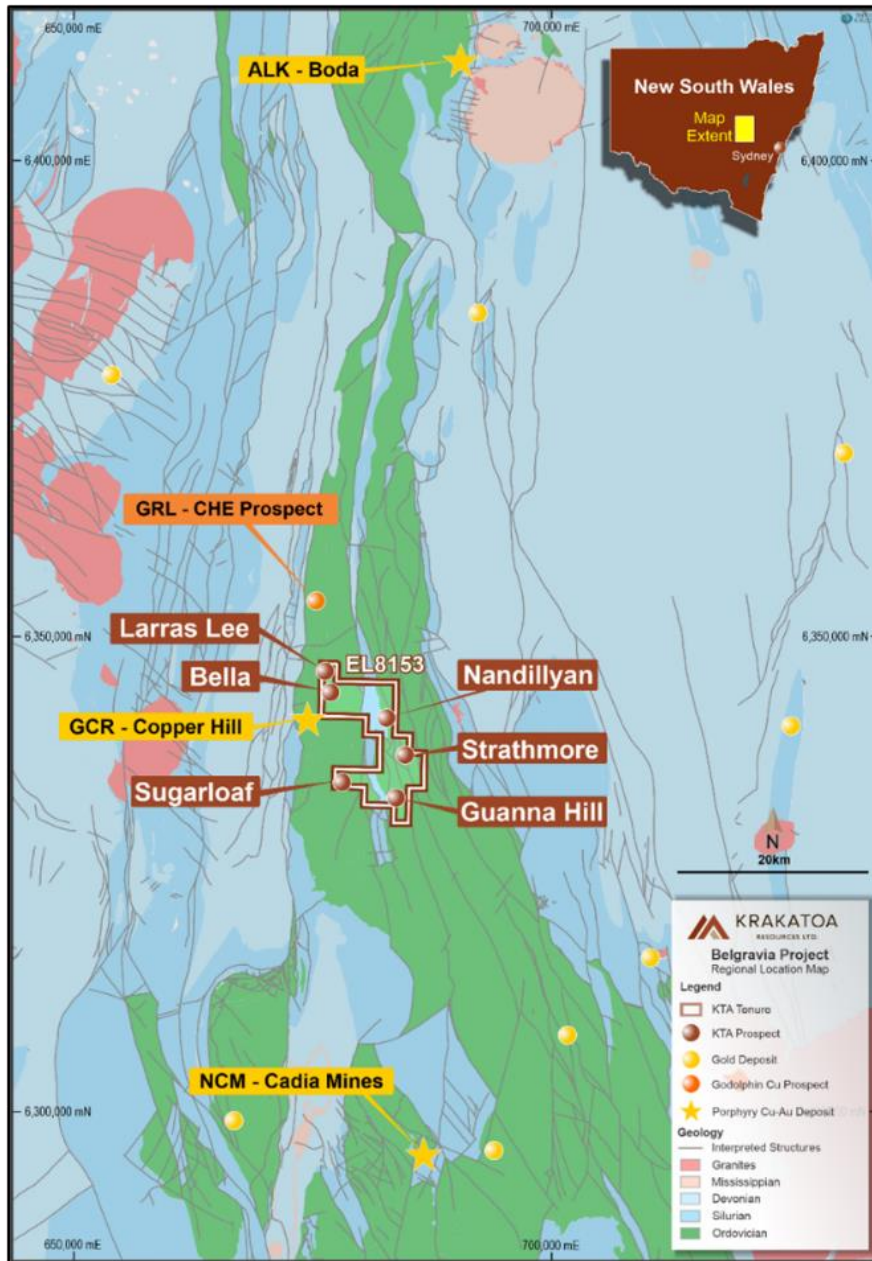 650,000 mE
700,000 mE
ALK - Boda
New South Wales
Map
Extent
Sydney
6,400,000 mE
6,400,000 mN
GRL - CHE Prospect
6,350,000 mN
6,350,000 mN
Larras Lee
EL8153
Bella
Nandillyan
GCR - Copper Hill
Strathmore
Sugarloaf
Guanna Hill
N
20km
KRAKATOA
RESOURCES LTD.
Belgravia Project
Regional Location Map
Legend
KTA Tenure
KTA Prospect
Gold Deposit
Godolphin Cu Prospect
Porphyry Cu-Au Deposit
Geology
Interpreted Structures
Granites
Mississippian
Devonian
Silurian
Ordovician
NCM - Cadia Mines
6,300,000 mN
650,000 mE
700,000 mE